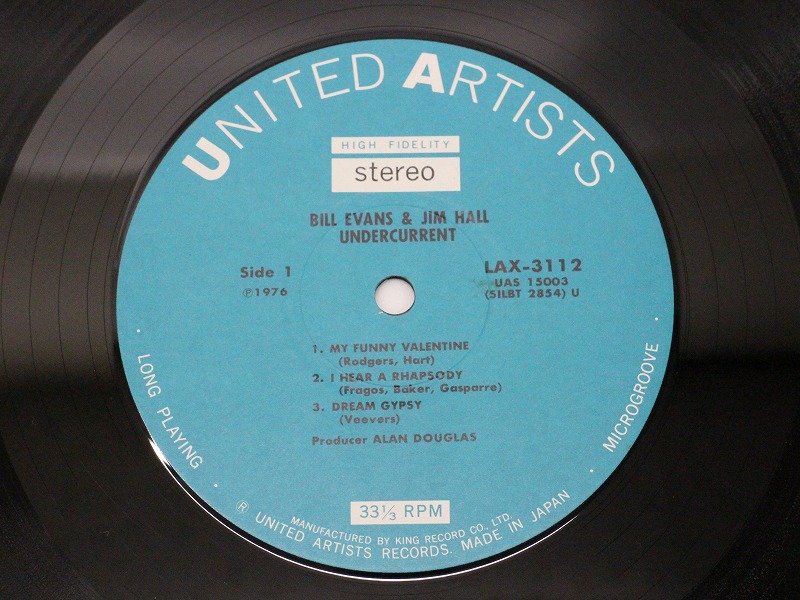 UNITED ARTISTS
HIGH FIDELITY
stereo
BILL EVANS & JIM HALL
UNDERCURRENT
Side 1
Ⓟ1976
LAX-3112
UAS 15003
(SILBT 2854) U
1. MY FUNNY VALENTINE
(Rodgers, Hart)
2. I HEAR A RHAPSODY
(Fragos, Baker, Gasparre)
3. DREAM GYPSY
(Veevers)
Producer ALAN DOUGLAS
· LONG PLAYING ·
· MICROGROOVE ·
33⅓ RPM
MANUFACTURED BY KING RECORD CO., LTD.
® UNITED ARTISTS RECORDS. MADE IN JAPAN